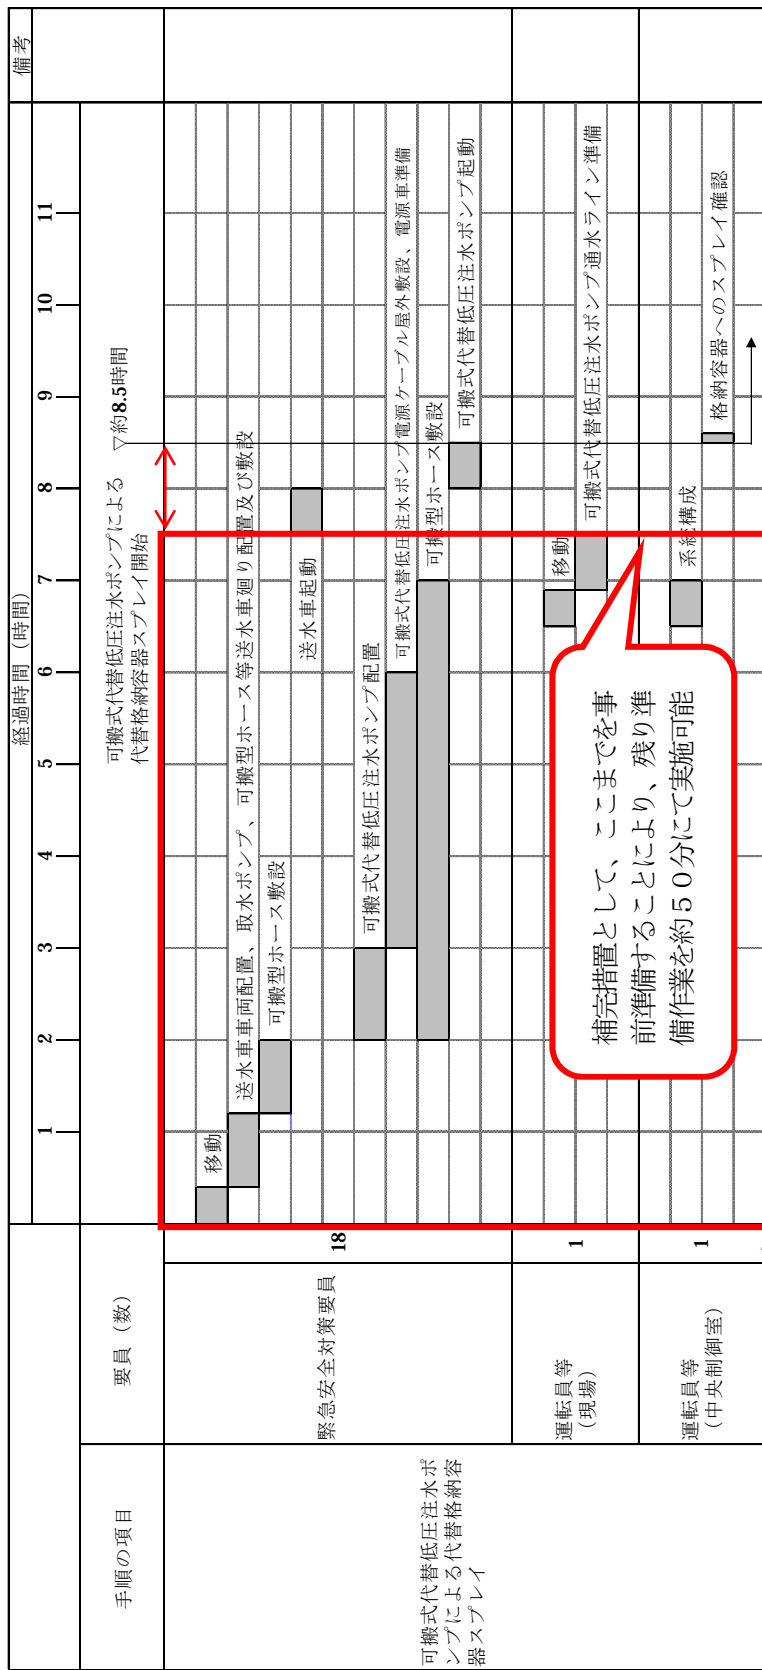 手順の項目
要員（数）
経過時間（時間）
備考
1
2
3
4
5
6
7
8
9
10
11
可搬式代替低圧注水ポンプによる
代替格納容器スプレイ開始
▽約8.5時間
可搬式代替低圧注水ポ
ンプによる代替格納容
器スプレイ
緊急安全対策要員
18
移動
送水車車両配置、取水ポンプ、可搬型ホース等送水車廻り配置及び敷設
可搬型ホース敷設
送水車起動
可搬式代替低圧注水ポンプ配置
可搬式代替低圧注水ポンプ電源ケーブル屋外敷設、電源車準備
可搬型ホース敷設
可搬式代替低圧注水ポンプ起動
運転員等
（現場）
1
移動
可搬式代替低圧注水ポンプ通水ライン準備
運転員等
（中央制御室）
1
系統構成
格納容器へのスプレイ確認
補完措置として、ここまでを事
前準備することにより、残り準
備作業を約５０分にて実施可能